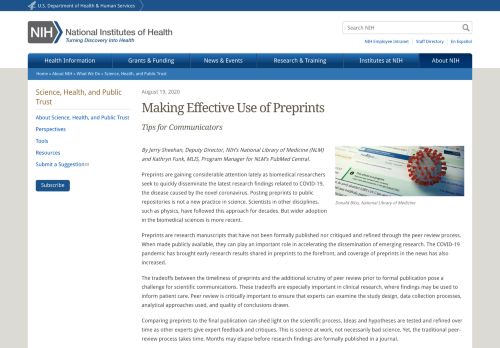 U.S. Department of Health & Human Services
Search NIH
NIH
National Institutes of Health
Turning Discovery Into Health
NIH Employee Intranet | Staff Directory | En Español
Health Information Grants & Funding News & Events Research & Training Institutes at NIH About NIH
Home » About NIH » What We Do » Science, Health, and Public Trust
Science, Health, and Public
Trust
About Science, Health, and Public Trust
Perspectives
Tools
Resources
Submit a Suggestion
Subscribe
August 19, 2020
Making Effective Use of Preprints
Tips for Communicators
By Jerry Sheehan, Deputy Director, NIH's National Library of Medicine (NLM)
and Kathryn Funk, MLIS, Program Manager for NLM's PubMed Central.
Preprints are gaining considerable attention lately as biomedical researchers
seek to quickly disseminate the latest research findings related to COVID-19,
the disease caused by the novel coronavirus. Posting preprints to public
repositories is not a new practice in science. Scientists in other disciplines,
such as physics, have followed this approach for decades. But wider adoption
in the biomedical sciences is more recent.
Donald Bliss, National Library of Medicine
Preprints are research manuscripts that have not been formally published nor critiqued and refined through the peer review process.
When made publicly available, they can play an important role in accelerating the dissemination of emerging research. The COVID-19
pandemic has brought early research results shared in preprints to the forefront, and coverage of preprints in the news has also
increased.
The tradeoffs between the timeliness of preprints and the additional scrutiny of peer review prior to formal publication pose a
challenge for scientific communications. These tradeoffs are especially important in clinical research, where findings may be used to
inform patient care. Peer review is critically important to ensure that experts can examine the study design, data collection processes,
analytical approaches used, and quality of conclusions drawn.
Comparing preprints to the final publication can shed light on the scientific process. Ideas and hypotheses are tested and refined over
time as other experts give expert feedback and critiques. This is science at work, not necessarily bad science. Yet, the traditional peer-
review process takes time. Months may elapse before research findings are formally published in a journal.